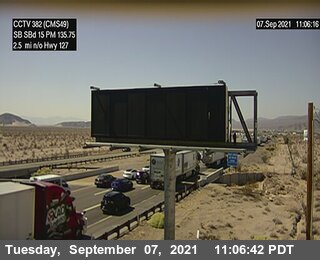 CCTV 382 (CMS49)
SB SBd 15 PM 135.75
2.5 mi n/o Hwy 127
07.Sep 2021 11:06:16
Tuesday, September 07, 2021 11:06:42 PDT